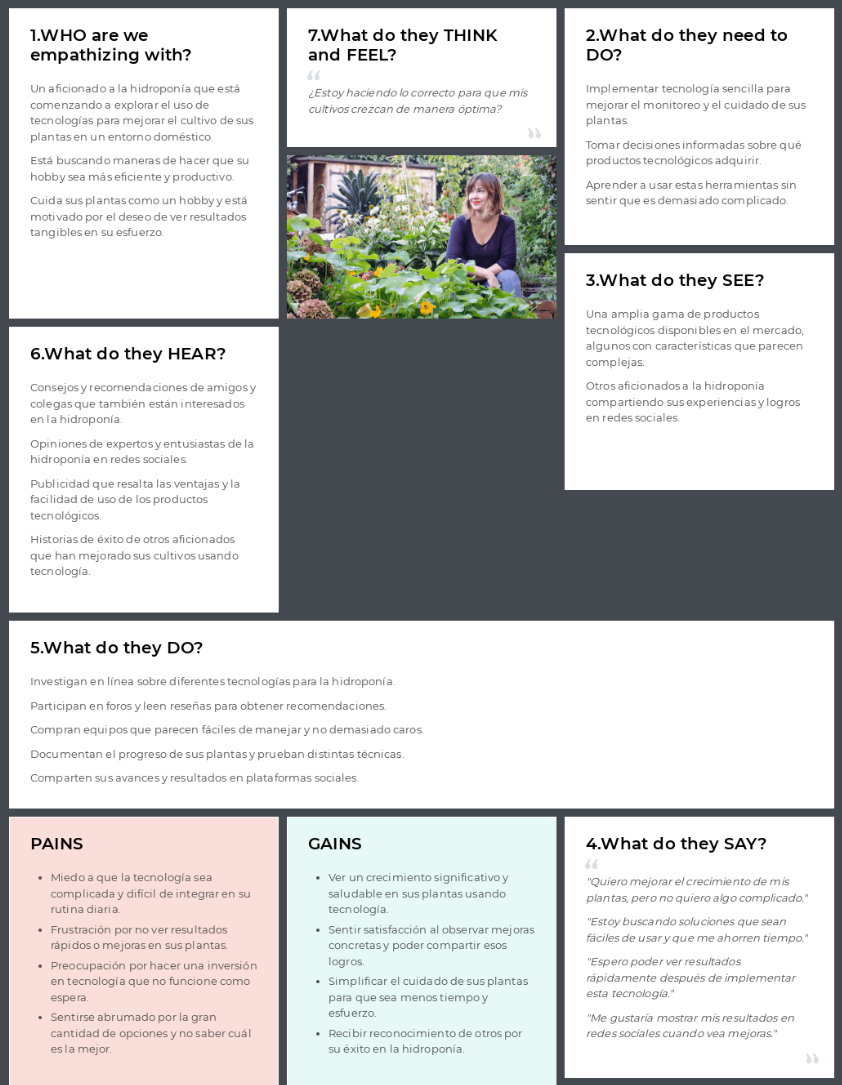 1.WHO are we
empathizing with?
Un aficionado a la hidroponía que está
comenzando a explorar el uso de
tecnologías para mejorar el cultivo de sus
plantas en un entorno doméstico.
Está buscando maneras de hacer que su
hobby sea más eficiente y productivo.
Cuida sus plantas como un hobby y está
motivado por el deseo de ver resultados
tangibles en su esfuerzo.
7.What do they THINK
and FEEL?
“
¿Estoy haciendo lo correcto para que mis
cultivos crezcan de manera óptima?
”
2.What do they need to
DO?
Implementar tecnología sencilla para
mejorar el monitoreo y el cuidado de sus
plantas.
Tomar decisiones informadas sobre qué
productos tecnológicos adquirir.
Aprender a usar estas herramientas sin
sentir que es demasiado complicado.
3.What do they SEE?
Una amplia gama de productos
tecnológicos disponibles en el mercado,
algunos con características que parecen
complejas.
Otros aficionados a la hidroponía
compartiendo sus experiencias y logros
en redes sociales.
6.What do they HEAR?
Consejos y recomendaciones de amigos y
colegas que también están interesados
en la hidroponía.
Opiniones de expertos y entusiastas de la
hidroponía en redes sociales.
Publicidad que resalta las ventajas y la
facilidad de uso de los productos
tecnológicos.
Historias de éxito de otros aficionados
que han mejorado sus cultivos usando
tecnología.
5.What do they DO?
Investigan en línea sobre diferentes tecnologías para la hidroponía.
Participan en foros y leen reseñas para obtener recomendaciones.
Compran equipos que parecen fáciles de manejar y no demasiado caros.
Documentan el progreso de sus plantas y prueban distintas técnicas.
Comparten sus avances y resultados en plataformas sociales.
PAINS
• Miedo a que la tecnología sea
complicada y difícil de integrar en su
rutina diaria.
• Frustración por no ver resultados
rápidos o mejoras en sus plantas.
• Preocupación por hacer una inversión
en tecnología que no funcione como
espera.
• Sentirse abrumado por la gran
cantidad de opciones y no saber cuál
es la mejor.
GAINS
• Ver un crecimiento significativo y
saludable en sus plantas usando
tecnología.
• Sentir satisfacción al observar mejoras
concretas y poder compartir esos
logros.
• Simplificar el cuidado de sus plantas
para que sea menos tiempo y
esfuerzo.
• Recibir reconocimiento de otros por
su éxito en la hidroponía.
4.What do they SAY?
“
"Quiero mejorar el crecimiento de mis
plantas, pero no quiero algo complicado."
"Estoy buscando soluciones que sean
fáciles de usar y que me ahorren tiempo."
"Espero poder ver resultados
rápidamente después de implementar
esta tecnología."
"Me gustaría mostrar mis resultados en
redes sociales cuando vea mejoras."
”